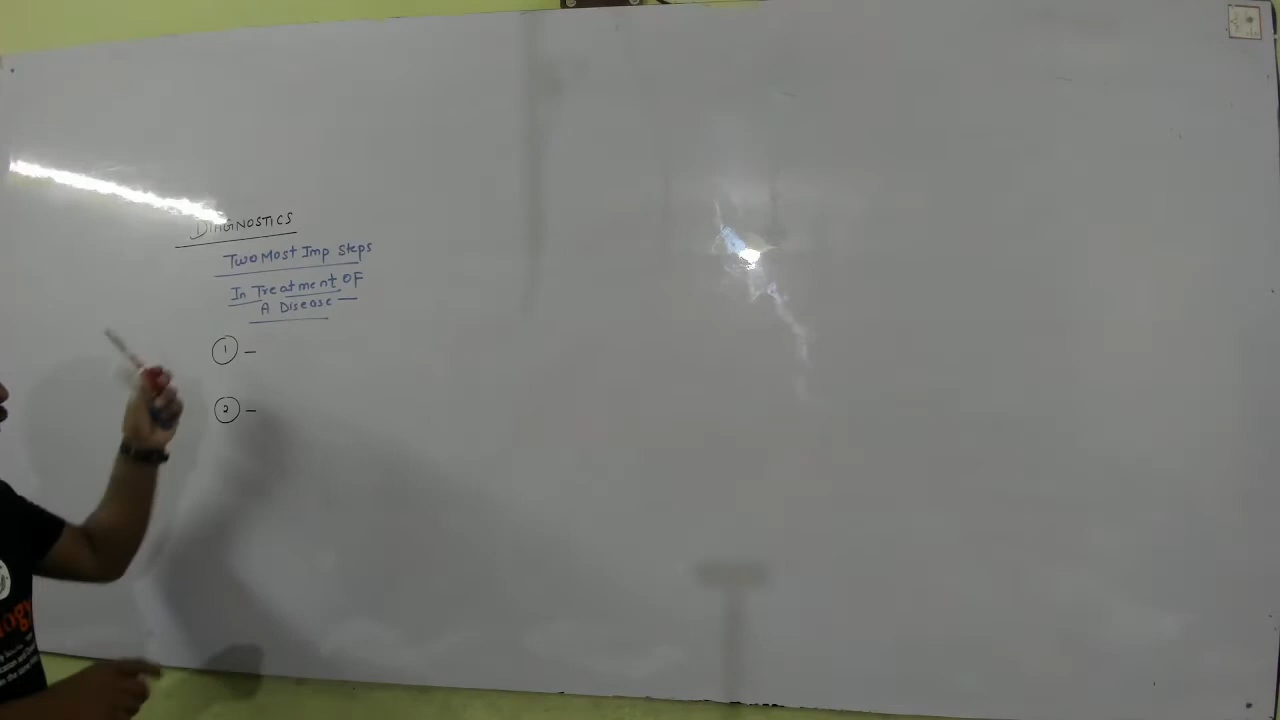 DIAGNOSTICS
Two Most Imp Steps
In Treatment OF
A Disease —
① –
② –